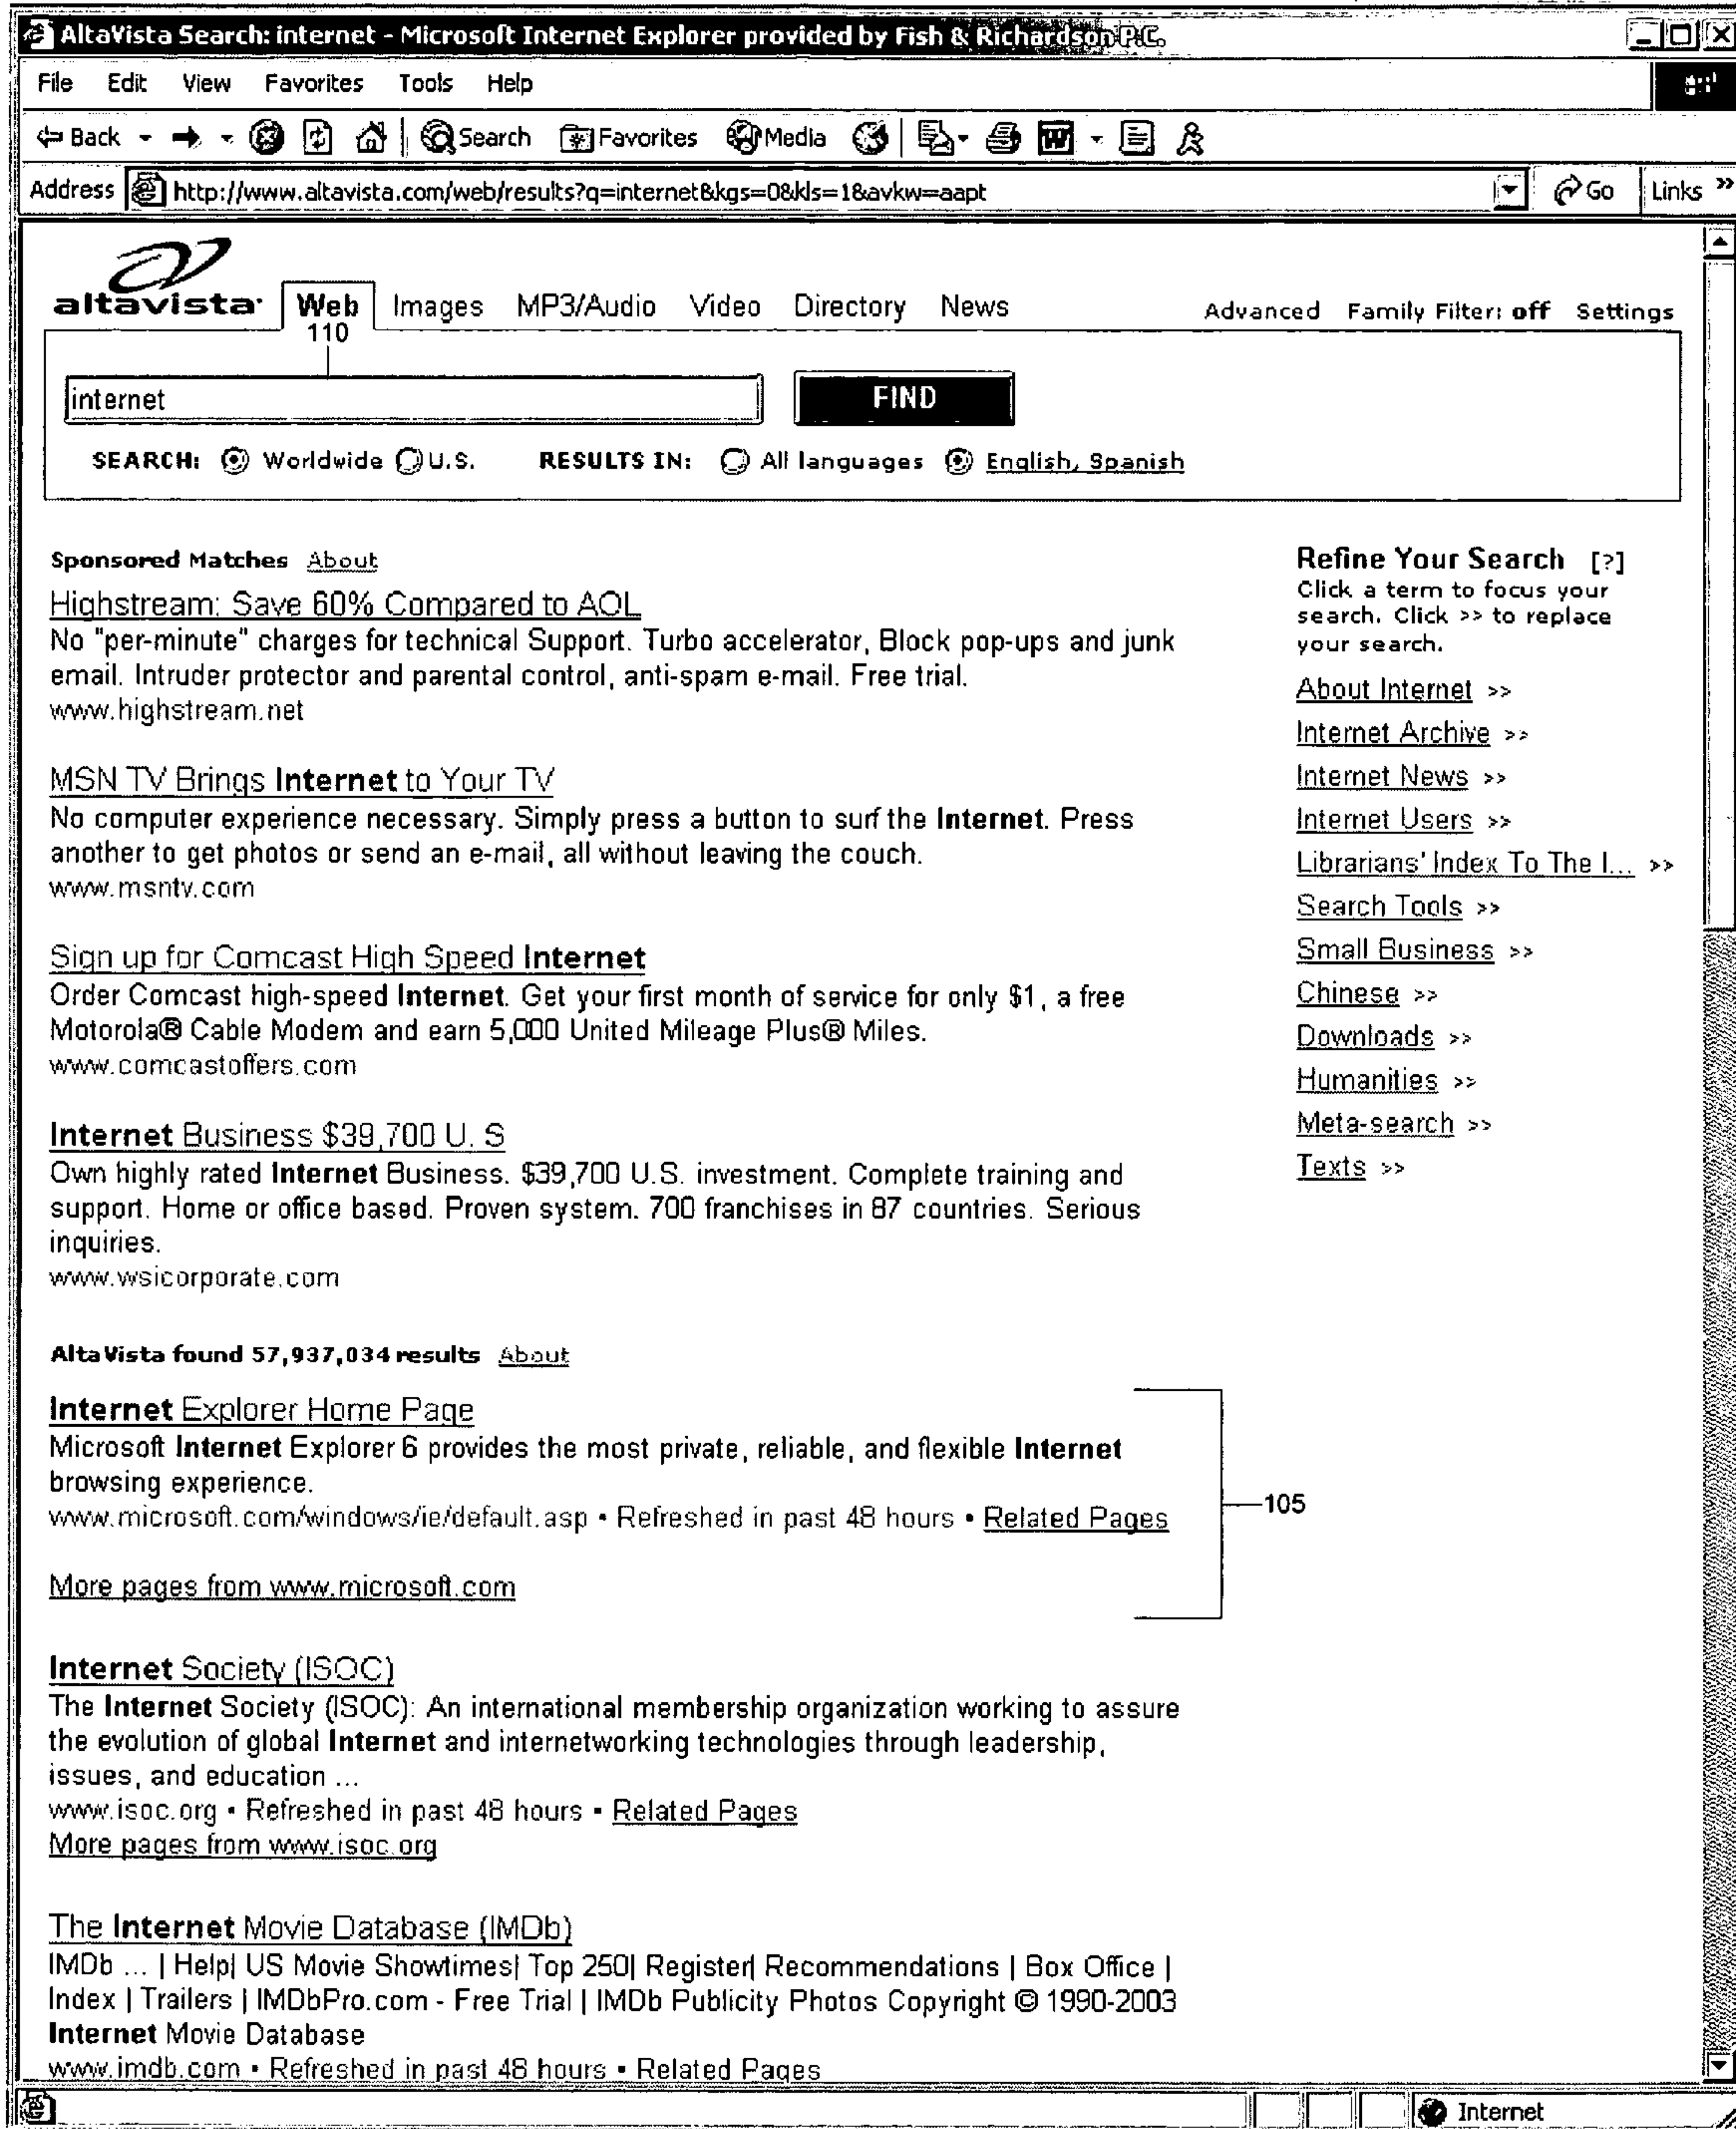 AltaVista Search: internet - Microsoft Internet Explorer provided by Fish & Richardson P.C.
File Edit View Favorites Tools Help
Back Search Favorites Media
Address http://www.altavista.com/web/results?q=internet&kgs=0&kls=1&avkw=aapt Go Links »
altavista Web Images MP3/Audio Video Directory News Advanced Family Filter: off Settings
110
internet FIND
SEARCH: Worldwide U.S. RESULTS IN: All languages English, Spanish
Sponsored Matches About
Highstream: Save 60% Compared to AOL
No "per-minute" charges for technical Support. Turbo accelerator, Block pop-ups and junk
email. Intruder protector and parental control, anti-spam e-mail. Free trial.
www.highstream.net
MSN TV Brings Internet to Your TV
No computer experience necessary. Simply press a button to surf the Internet. Press
another to get photos or send an e-mail, all without leaving the couch.
www.msntv.com
Sign up for Comcast High Speed Internet
Order Comcast high-speed Internet. Get your first month of service for only $1, a free
Motorola® Cable Modem and earn 5,000 United Mileage Plus® Miles.
www.comcastoffers.com
Internet Business $39,700 U. S
Own highly rated Internet Business. $39,700 U.S. investment. Complete training and
support. Home or office based. Proven system. 700 franchises in 87 countries. Serious
inquiries.
www.wsicorporate.com
Refine Your Search [?]
Click a term to focus your
search. Click >> to replace
your search.
About Internet >>
Internet Archive >>
Internet News >>
Internet Users >>
Librarians' Index To The I... >>
Search Tools >>
Small Business >>
Chinese >>
Downloads >>
Humanities >>
Meta-search >>
Texts >>
AltaVista found 57,937,034 results About
Internet Explorer Home Page
Microsoft Internet Explorer 6 provides the most private, reliable, and flexible Internet
browsing experience.
www.microsoft.com/windows/ie/default.asp • Refreshed in past 48 hours • Related Pages
105
More pages from www.microsoft.com
Internet Society (ISOC)
The Internet Society (ISOC): An international membership organization working to assure
the evolution of global Internet and internetworking technologies through leadership,
issues, and education ...
www.isoc.org • Refreshed in past 48 hours • Related Pages
More pages from www.isoc.org
The Internet Movie Database (IMDb)
IMDb ... | Help| US Movie Showtimes| Top 250| Register| Recommendations | Box Office |
Index | Trailers | IMDbPro.com - Free Trial | IMDb Publicity Photos Copyright © 1990-2003
Internet Movie Database
www.imdb.com • Refreshed in past 48 hours • Related Pages
Internet